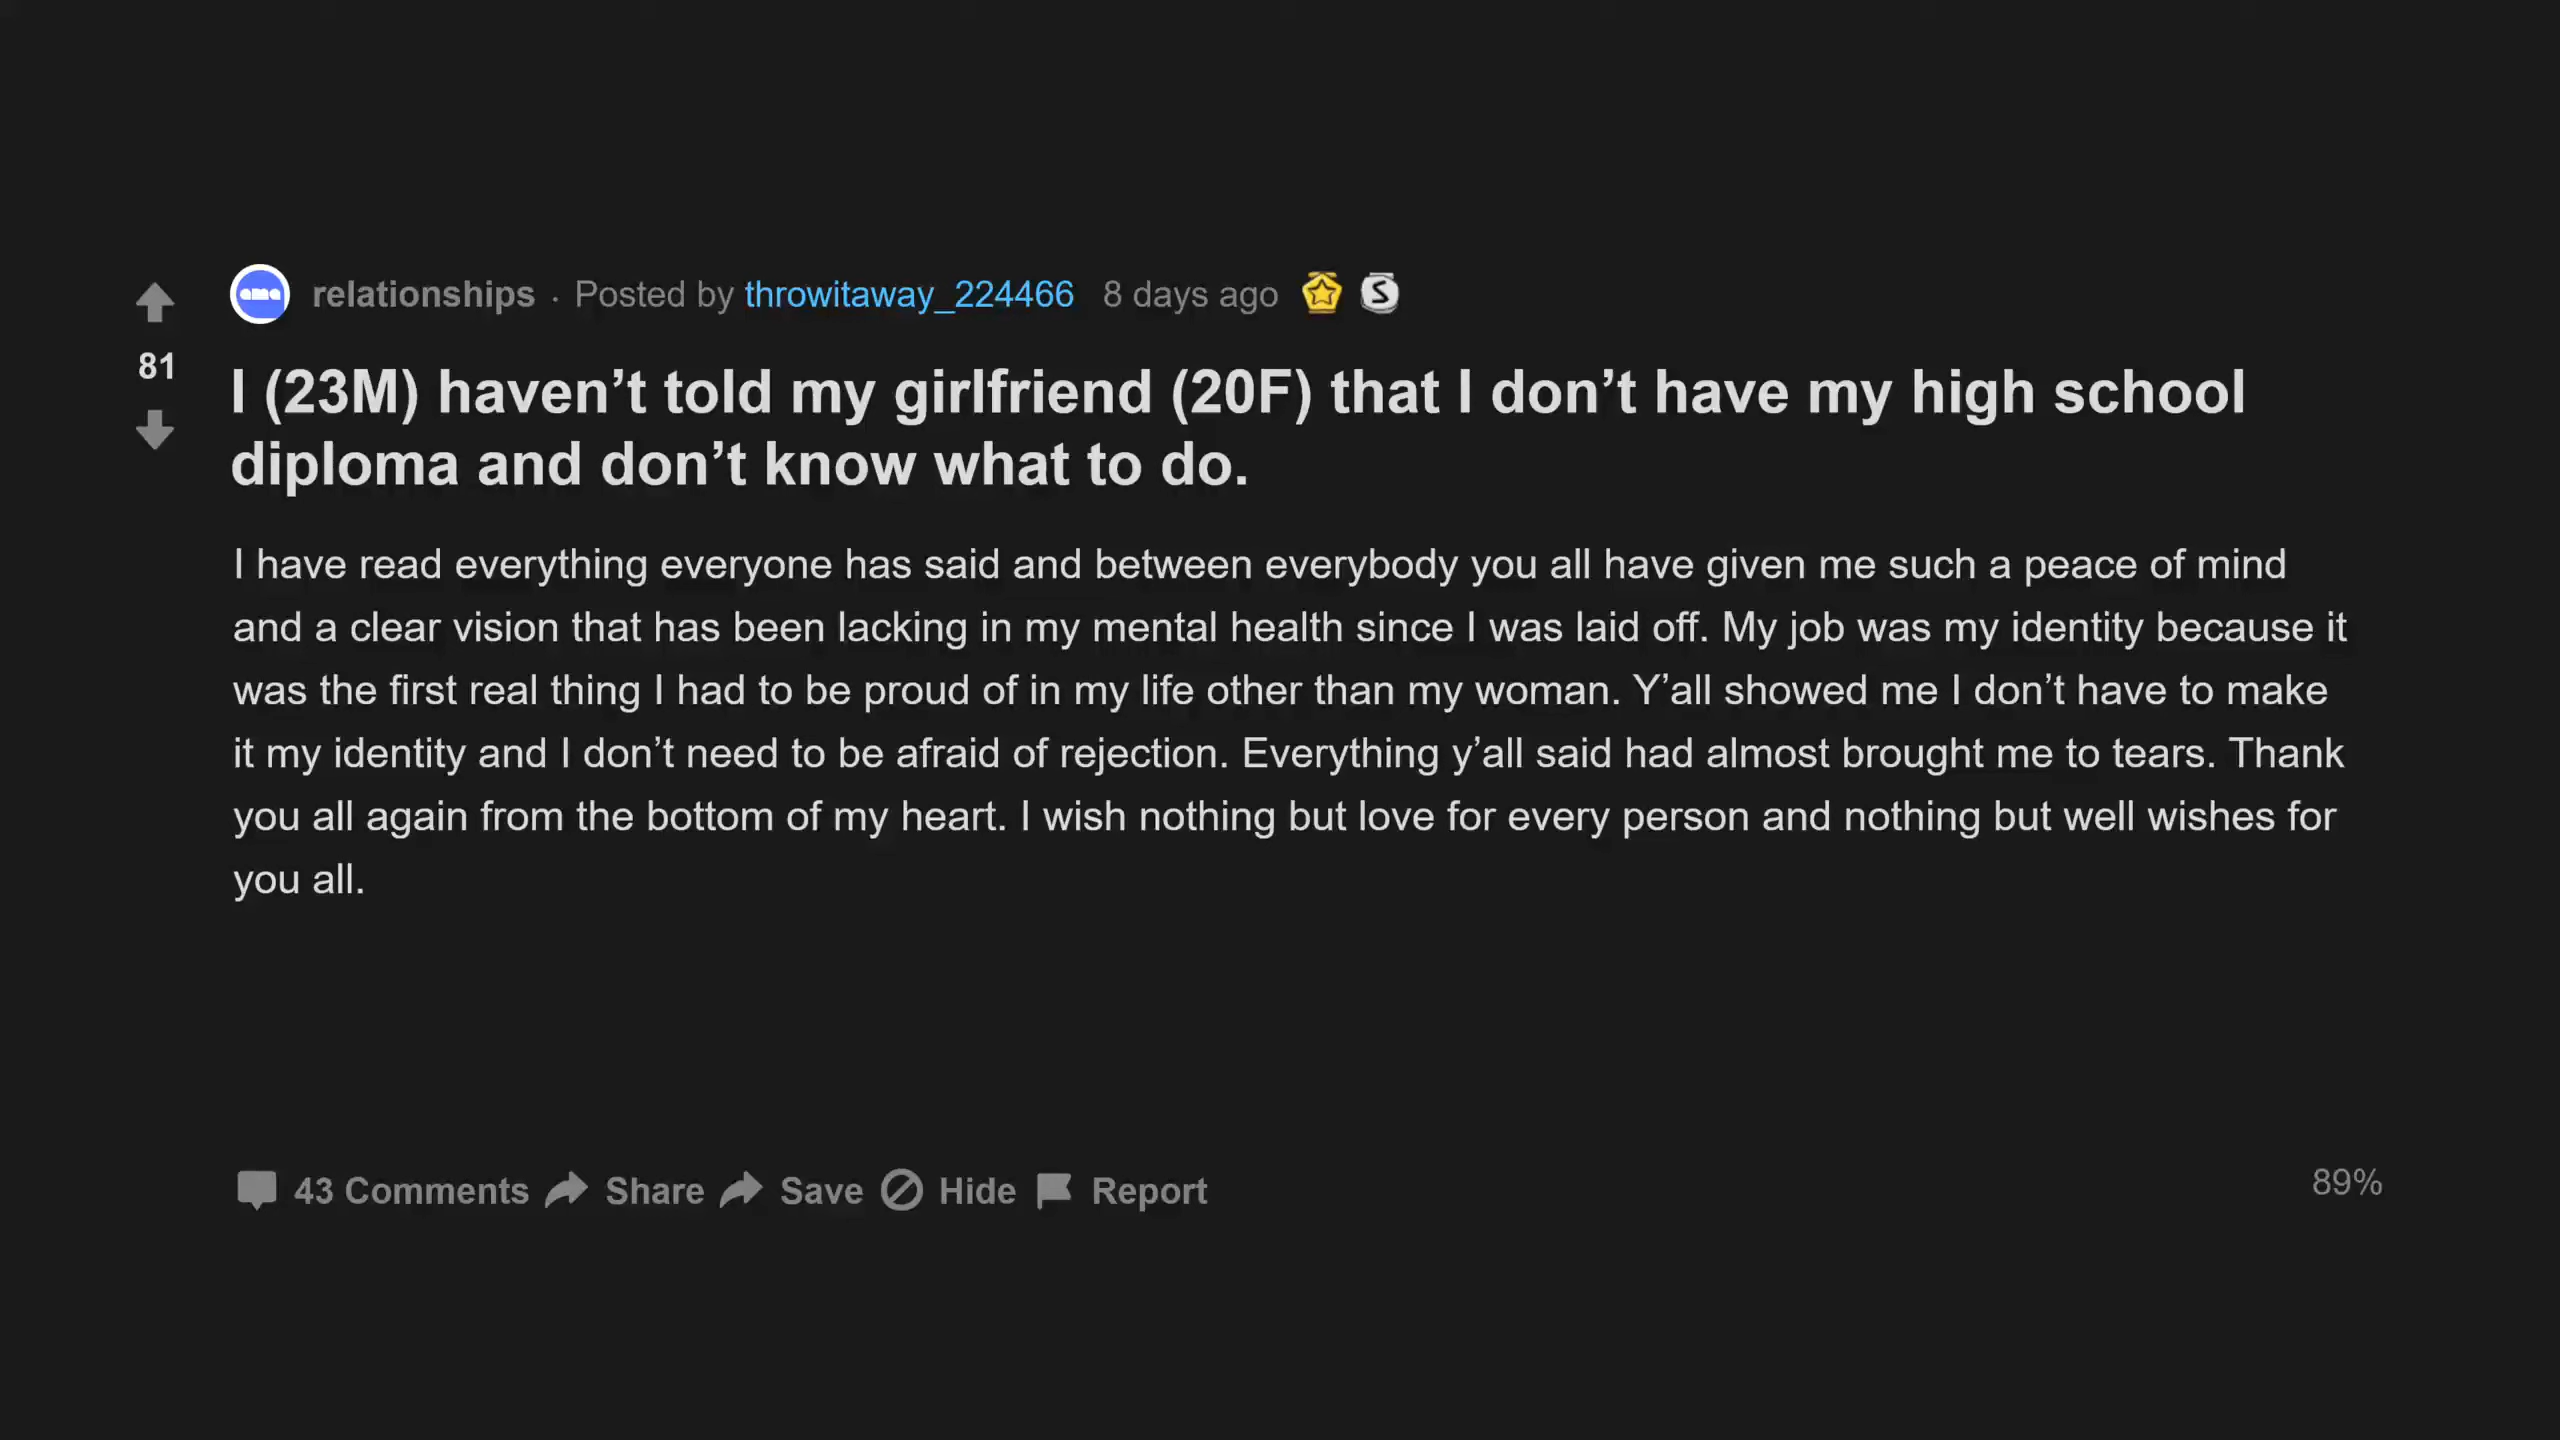 relationships · Posted by throwitaway_224466 8 days ago
81
I (23M) haven’t told my girlfriend (20F) that I don’t have my high school
diploma and don’t know what to do.
I have read everything everyone has said and between everybody you all have given me such a peace of mind
and a clear vision that has been lacking in my mental health since I was laid off. My job was my identity because it
was the first real thing I had to be proud of in my life other than my woman. Y’all showed me I don’t have to make
it my identity and I don’t need to be afraid of rejection. Everything y’all said had almost brought me to tears. Thank
you all again from the bottom of my heart. I wish nothing but love for every person and nothing but well wishes for
you all.
43 Comments Share Save Hide Report
89%